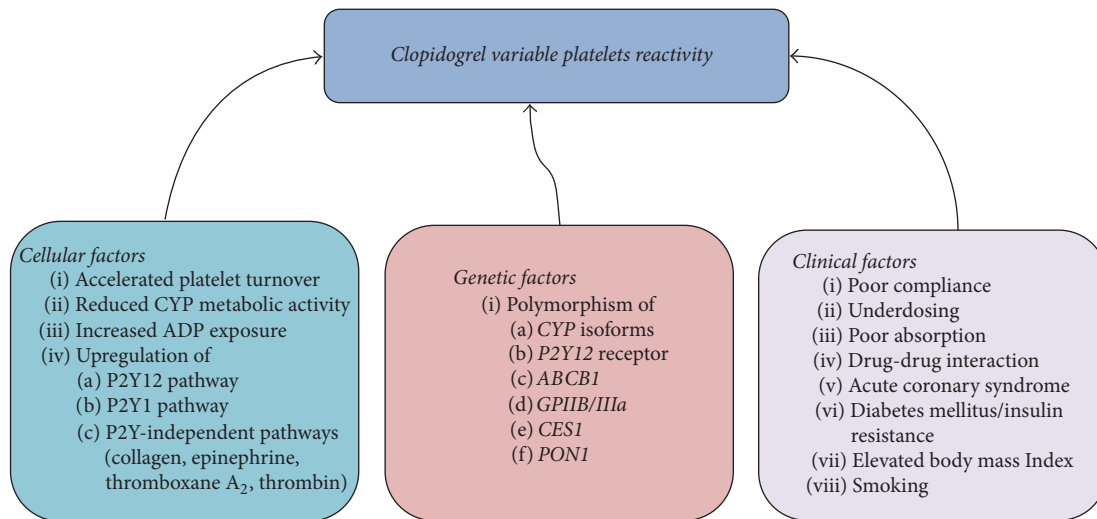 Clopidogrel variable platelets reactivity
Cellular factors
(i) Accelerated platelet turnover
(ii) Reduced CYP metabolic activity
(iii) Increased ADP exposure
(iv) Upregulation of
(a) P2Y12 pathway
(b) P2Y1 pathway
(c) P2Y-independent pathways
(collagen, epinephrine,
thromboxane A₂, thrombin)
Genetic factors
(i) Polymorphism of
(a) CYP isoforms
(b) P2Y12 receptor
(c) ABCB1
(d) GPIIB/IIIa
(e) CES1
(f) PON1
Clinical factors
(i) Poor compliance
(ii) Underdosing
(iii) Poor absorption
(iv) Drug-drug interaction
(v) Acute coronary syndrome
(vi) Diabetes mellitus/insulin
resistance
(vii) Elevated body mass Index
(viii) Smoking